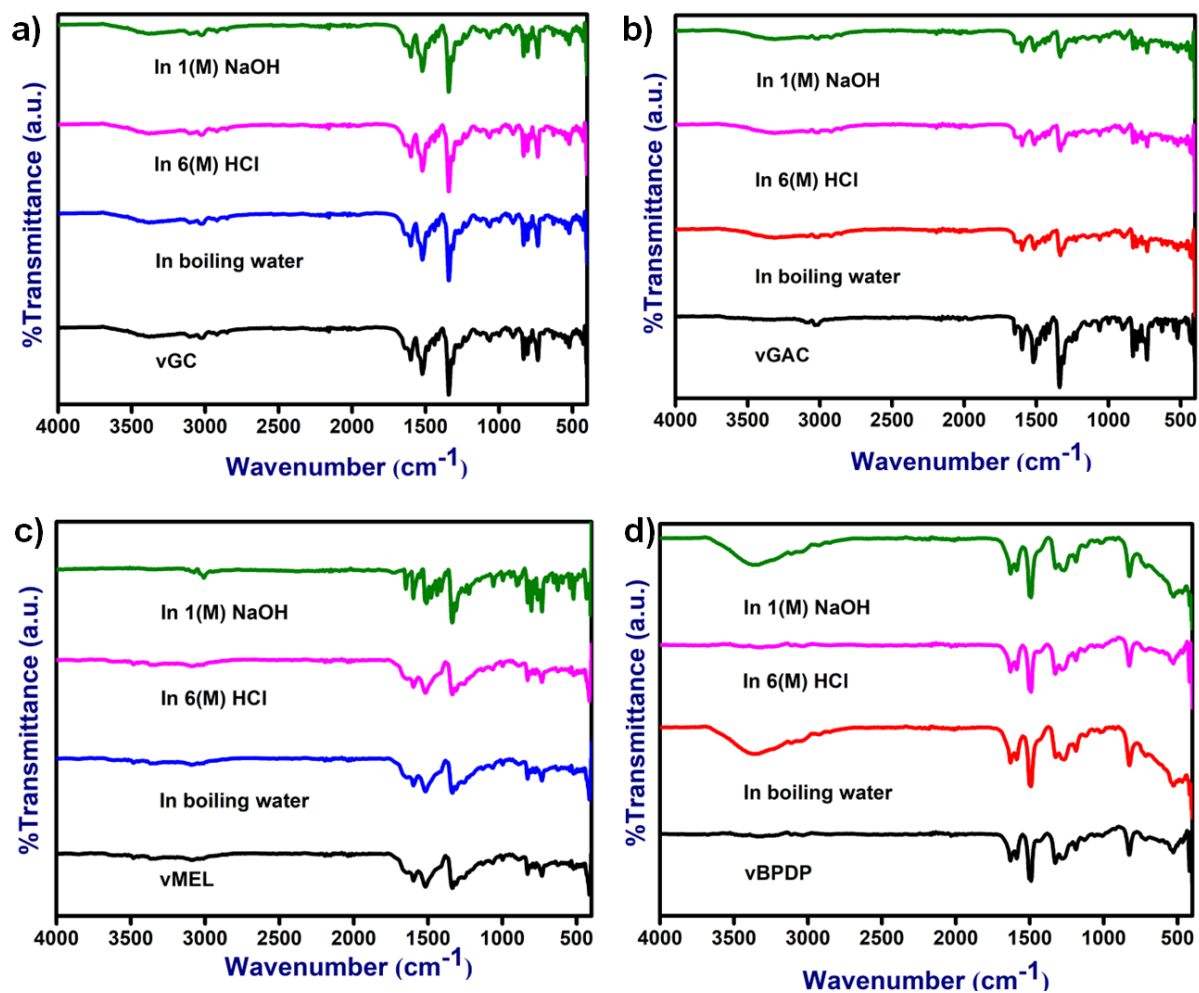 a)
%Transmittance (a.u.)
In 1(M) NaOH
In 6(M) HCl
In boiling water
vGC
4000 3500 3000 2500 2000 1500 1000 500
Wavenumber (cm-1)
b)
%Transmittance (a.u.)
In 1(M) NaOH
In 6(M) HCl
In boiling water
vGAC
4000 3500 3000 2500 2000 1500 1000 500
Wavenumber (cm-1)
c)
%Transmittance (a.u.)
In 1(M) NaOH
In 6(M) HCl
In boiling water
vMEL
4000 3500 3000 2500 2000 1500 1000 500
Wavenumber (cm-1)
d)
%Transmittance (a.u.)
In 1(M) NaOH
In 6(M) HCl
In boiling water
vBPDP
4000 3500 3000 2500 2000 1500 1000 500
Wavenumber (cm-1)